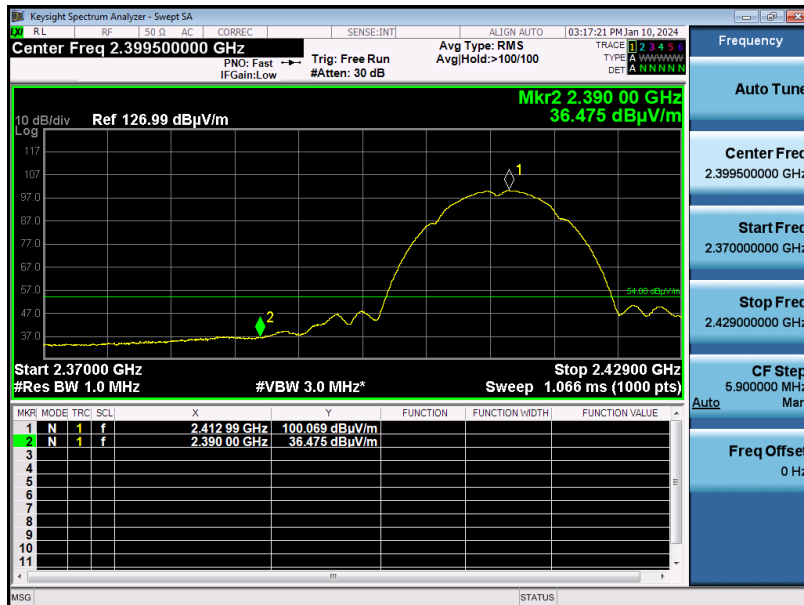 Keysight Spectrum Analyzer - Swept SA
LXI RL RF 50 Ω AC CORREC SENSE:INT ALIGN AUTO 03:17:21 PM Jan 10, 2024
Center Freq 2.399500000 GHz
PNO: Fast
IFGain:Low
Trig: Free Run
#Atten: 30 dB
Avg Type: RMS
Avg|Hold:>100/100
TRACE 1 2 3 4 5 6
TYPE A WWWWW
DET A N N N N N
Mkr2 2.390 00 GHz
36.475 dBµV/m
10 dB/div Ref 126.99 dBµV/m
Log
117
107
97.0
87.0
77.0
67.0
57.0
47.0
37.0
1
2
54.00 dBµV/m
Start 2.37000 GHz Stop 2.42900 GHz
#Res BW 1.0 MHz #VBW 3.0 MHz* Sweep 1.066 ms (1000 pts)
MKR MODE TRC SCL X Y FUNCTION FUNCTION WIDTH FUNCTION VALUE
1 N 1 f 2.412 99 GHz 100.069 dBµV/m
2 N 1 f 2.390 00 GHz 36.475 dBµV/m
3
4
5
6
7
8
9
10
11
MSG STATUS
Frequency
Auto Tune
Center Freq
2.399500000 GHz
Start Freq
2.370000000 GHz
Stop Freq
2.429000000 GHz
CF Step
5.900000 MHz
Auto Man
Freq Offset
0 Hz